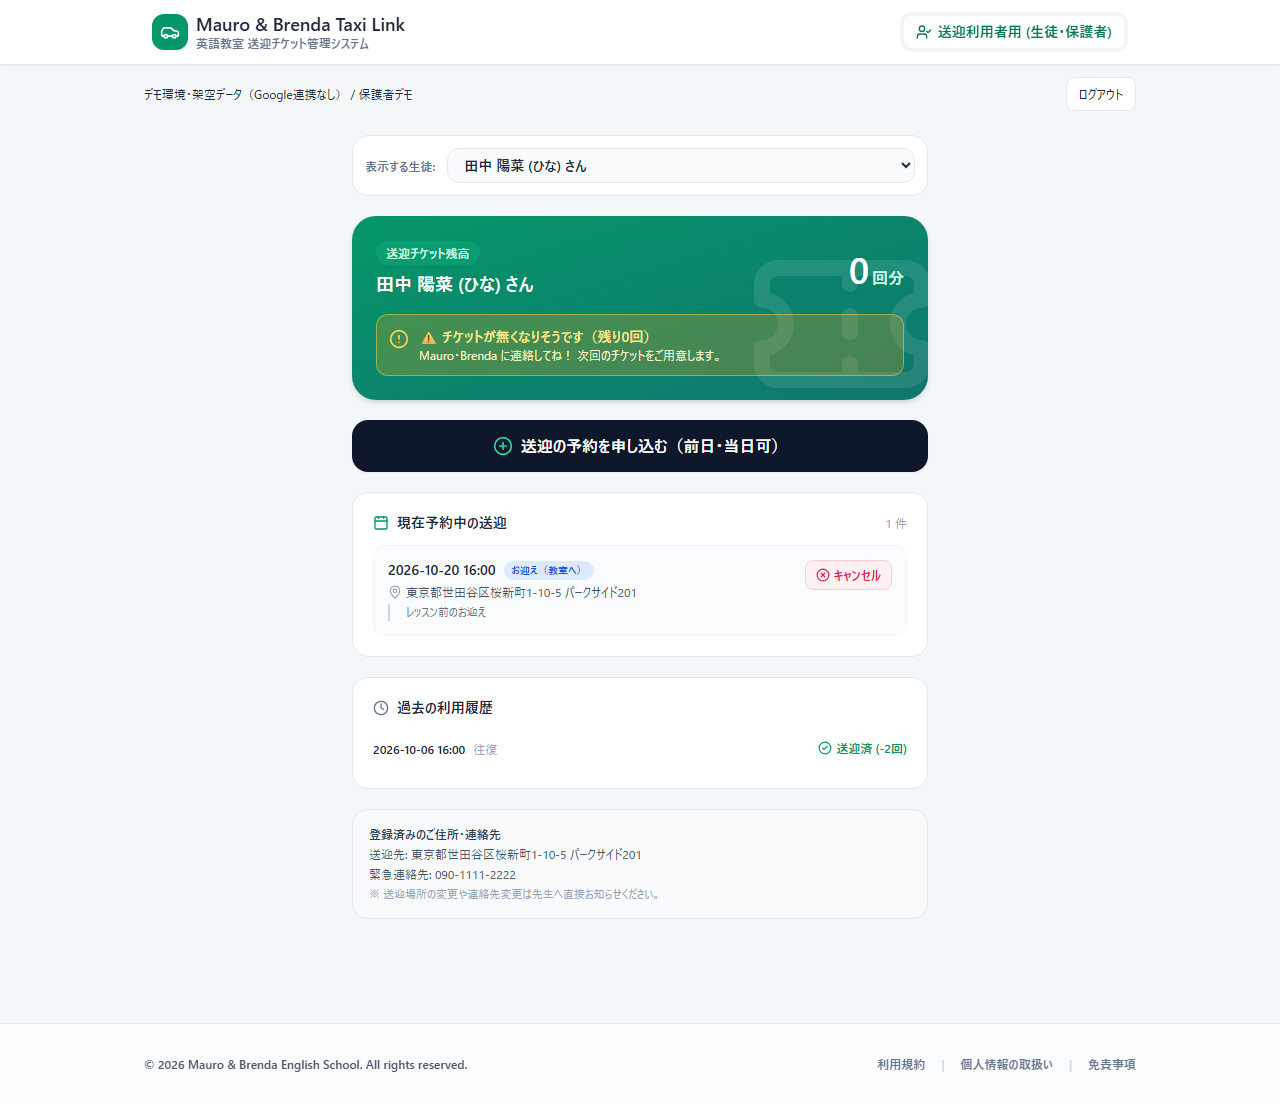 Mauro & Brenda Taxi Link
英語教室 送迎チケット管理システム
送迎利用者用 (生徒・保護者)
デモ環境・架空データ（Google連携なし） / 保護者デモ
ログアウト
表示する生徒:
田中 陽菜 (ひな) さん
送迎チケット残高
田中 陽菜 (ひな) さん
0 回分
⚠️ チケットが無くなりそうです（残り0回）
Mauro・Brenda に連絡してね！ 次回のチケットをご用意します。
送迎の予約を申し込む（前日・当日可）
現在予約中の送迎
1 件
2026-10-20 16:00 お迎え（教室へ）
キャンセル
東京都世田谷区桜新町1-10-5 パークサイド201
レッスン前のお迎え
過去の利用履歴
2026-10-06 16:00 往復
送迎済 (-2回)
登録済みのご住所・連絡先
送迎先: 東京都世田谷区桜新町1-10-5 パークサイド201
緊急連絡先: 090-1111-2222
※ 送迎場所の変更や連絡先変更は先生へ直接お知らせください。
© 2026 Mauro & Brenda English School. All rights reserved.
利用規約 | 個人情報の取扱い | 免責事項